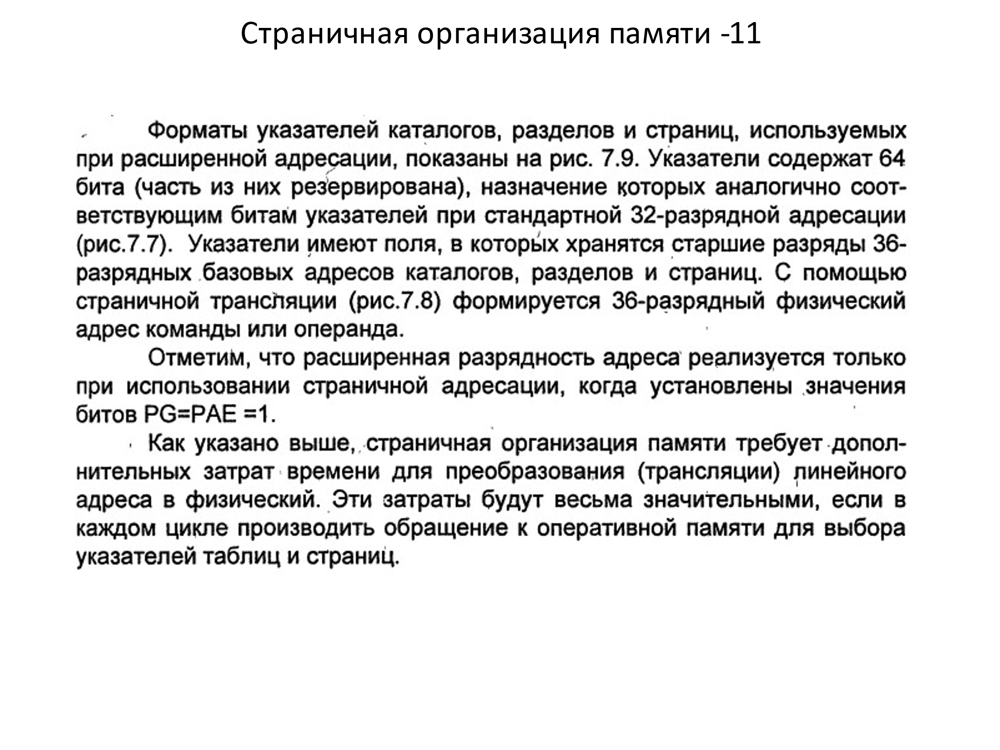 Страничная организация памяти -11
Форматы указателей каталогов, разделов и страниц, используемых
при расширенной адресации, показаны на рис. 7.9. Указатели содержат 64
бита (часть из них резервирована), назначение которых аналогично соот-
ветствующим битам указателей при стандартной 32-разрядной адресации
(рис.7.7). Указатели имеют поля, в которых хранятся старшие разряды 36-
разрядных базовых адресов каталогов, разделов и страниц. С помощью
страничной трансляции (рис.7.8) формируется 36-разрядный физический
адрес команды или операнда.
Отметим, что расширенная разрядность адреса реализуется только
при использовании страничной адресации, когда установлены значения
битов PG=PAE =1.
Как указано выше, страничная организация памяти требует допол-
нительных затрат времени для преобразования (трансляции) линейного
адреса в физический. Эти затраты будут весьма значительными, если в
каждом цикле производить обращение к оперативной памяти для выбора
указателей таблиц и страниц.